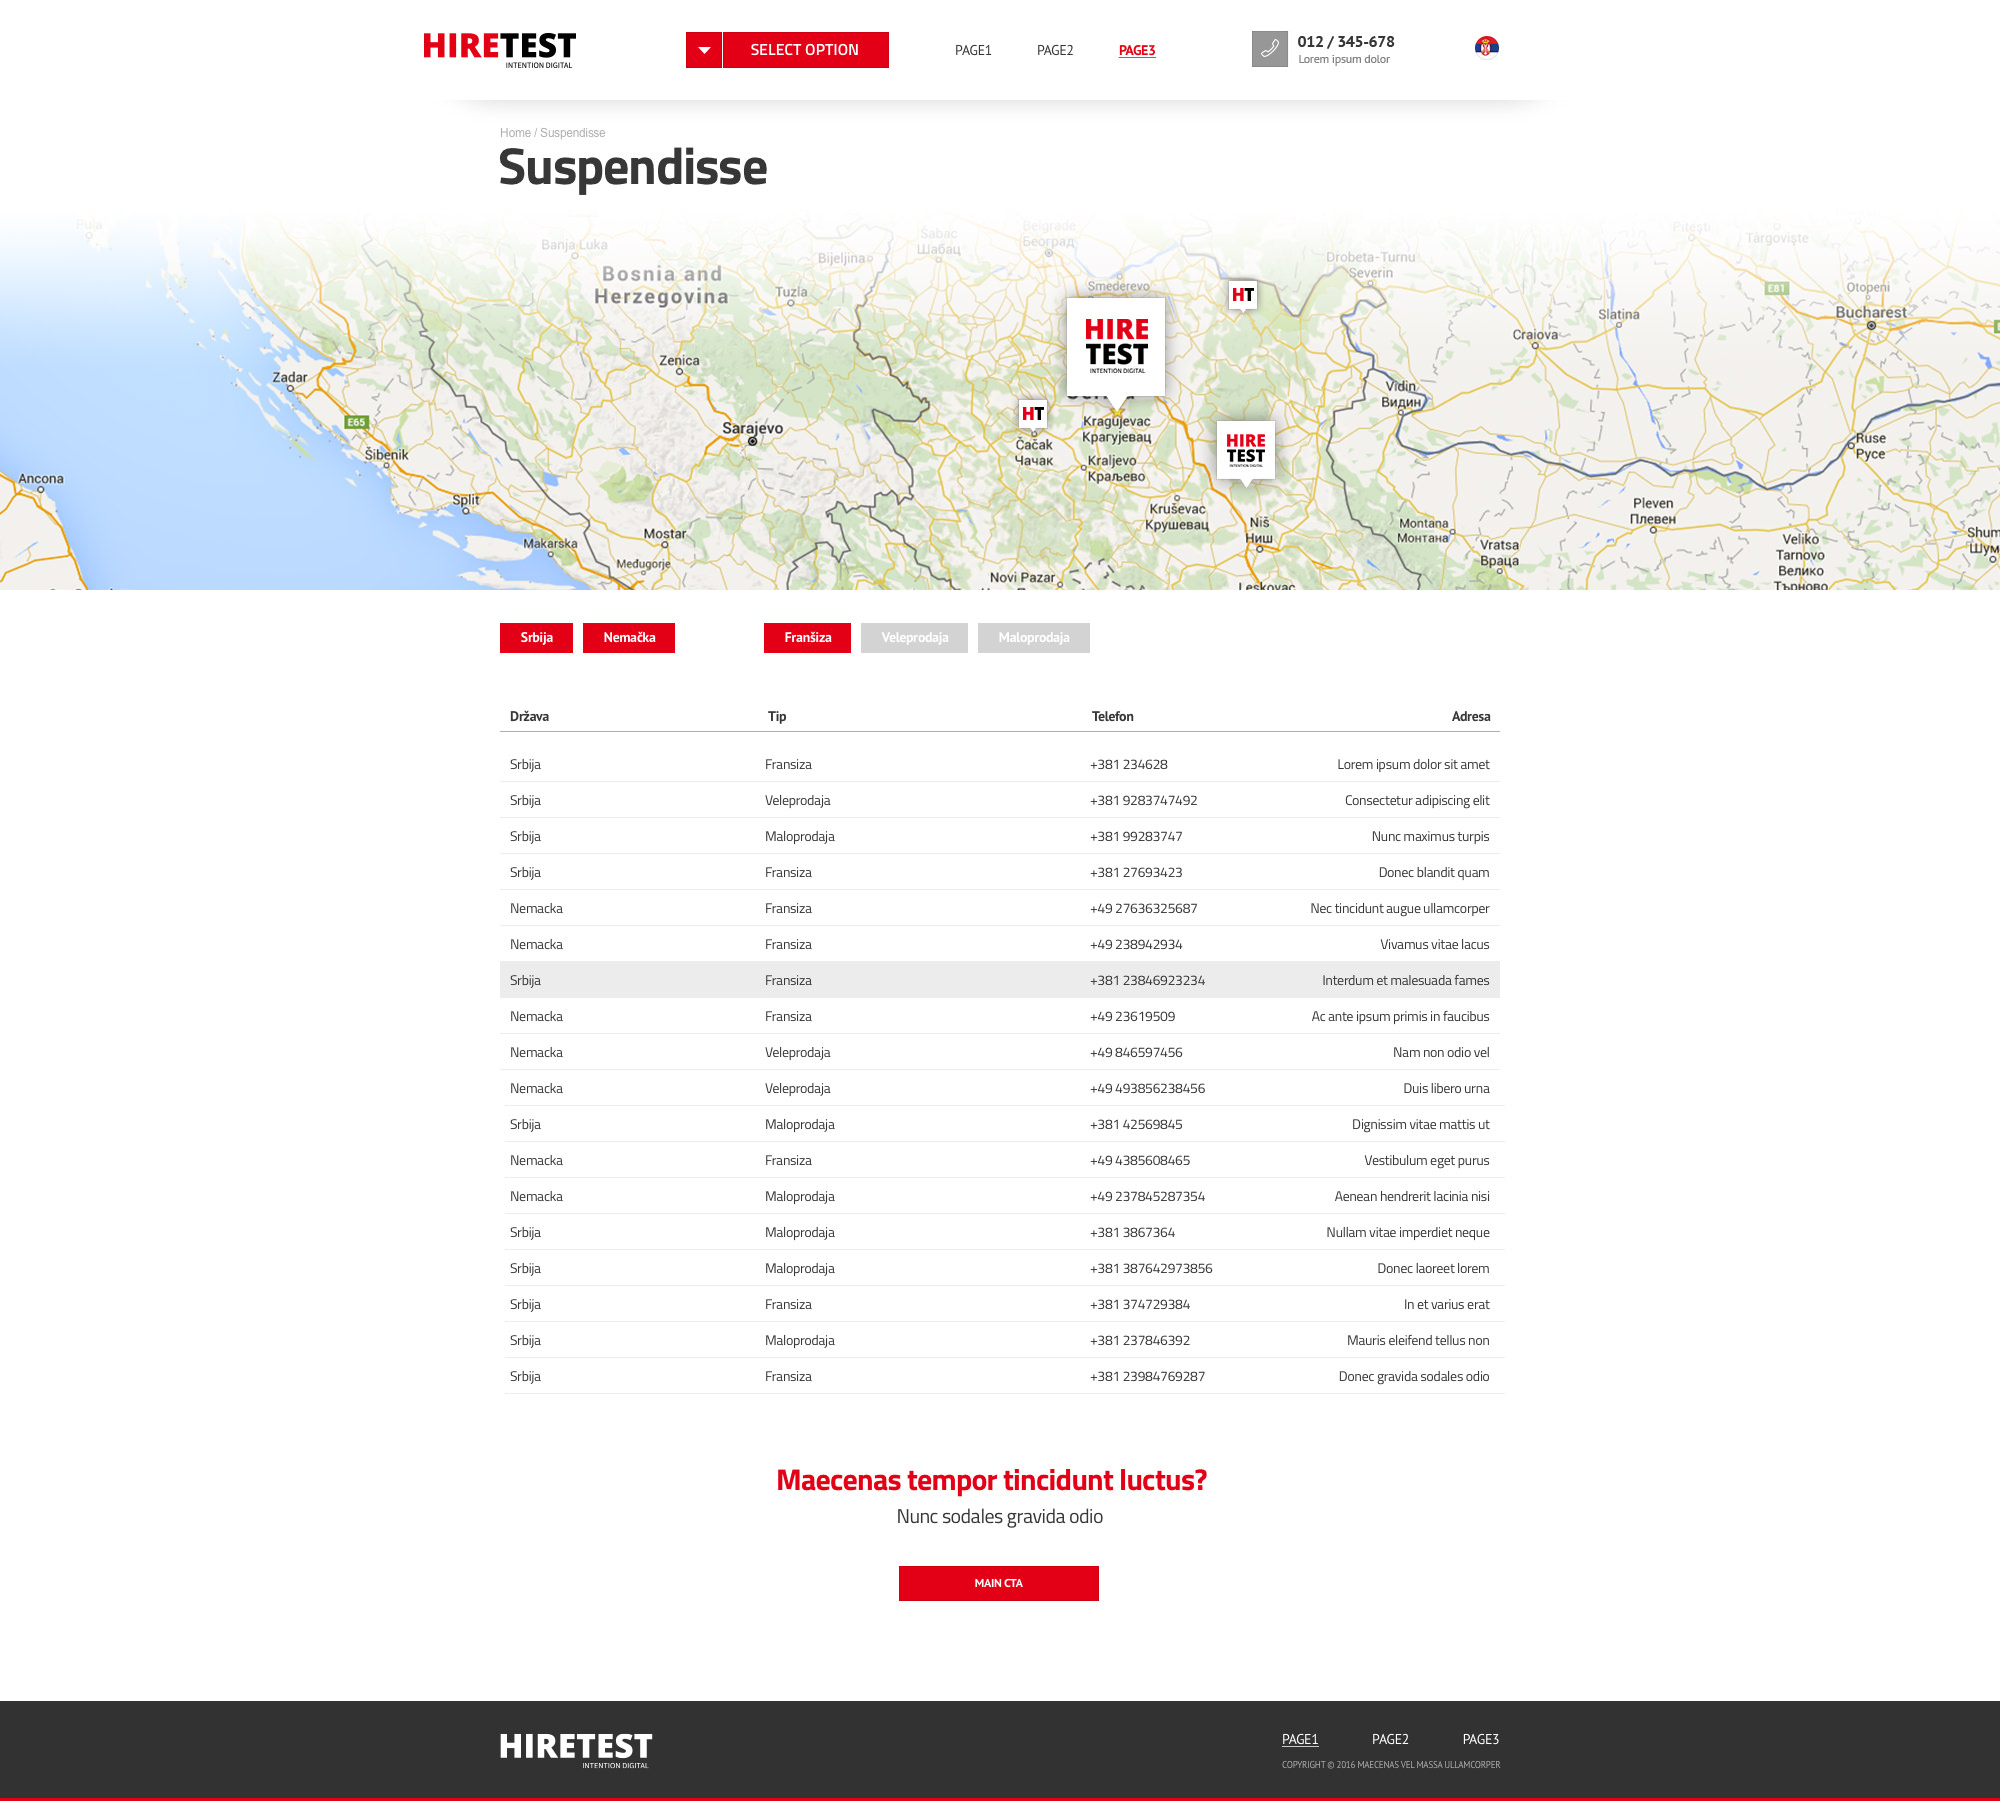 HIRETEST
INTENTION DIGITAL
SELECT OPTION
PAGE1 PAGE2 PAGE3
012 / 345-678
Lorem ipsum dolor
Home / Suspendisse
Suspendisse
Pula
Banja Luka
Bosnia and
Herzegovina
Bijeljina
Tuzla
Šabac
Шабац
Belgrade
Београд
Smederevo
Drobeta-Turnu
Severin
Pitești
Târgoviște
E81
Otopeni
Bucharest
Slatina
Craiova
HT
HIRE
TEST
INTENTION DIGITAL
Zenica
Zadar
E65
Sarajevo
Šibenik
Ancona
Split
Mostar
Makarska
Međugorje
HT
Čačak
Чачак
Kragujevac
Крагујевац
Kraljevo
Краљево
HIRE
TEST
INTENTION DIGITAL
Vidin
Видин
Ruse
Русе
Kruševac
Крушевац
Niš
Ниш
Montana
Монтана
Vratsa
Враца
Pleven
Плевен
Veliko
Tarnovo
Велико
Търново
Novi Pazar
Leskovac
Srbija Nemačka Franšiza Veleprodaja Maloprodaja
Država Tip Telefon Adresa
Srbija Fransiza +381 234628 Lorem ipsum dolor sit amet
Srbija Veleprodaja +381 9283747492 Consectetur adipiscing elit
Srbija Maloprodaja +381 99283747 Nunc maximus turpis
Srbija Fransiza +381 27693423 Donec blandit quam
Nemacka Fransiza +49 27636325687 Nec tincidunt augue ullamcorper
Nemacka Fransiza +49 238942934 Vivamus vitae lacus
Srbija Fransiza +381 23846923234 Interdum et malesuada fames
Nemacka Fransiza +49 23619509 Ac ante ipsum primis in faucibus
Nemacka Veleprodaja +49 846597456 Nam non odio vel
Nemacka Veleprodaja +49 493856238456 Duis libero urna
Srbija Maloprodaja +381 42569845 Dignissim vitae mattis ut
Nemacka Fransiza +49 4385608465 Vestibulum eget purus
Nemacka Maloprodaja +49 237845287354 Aenean hendrerit lacinia nisi
Srbija Maloprodaja +381 3867364 Nullam vitae imperdiet neque
Srbija Maloprodaja +381 387642973856 Donec laoreet lorem
Srbija Fransiza +381 374729384 In et varius erat
Srbija Maloprodaja +381 237846392 Mauris eleifend tellus non
Srbija Fransiza +381 23984769287 Donec gravida sodales odio
Maecenas tempor tincidunt luctus?
Nunc sodales gravida odio
MAIN CTA
HIRETEST
INTENTION DIGITAL
PAGE1 PAGE2 PAGE3
COPYRIGHT © 2016 MAECENAS VEL MASSA ULLAMCORPER